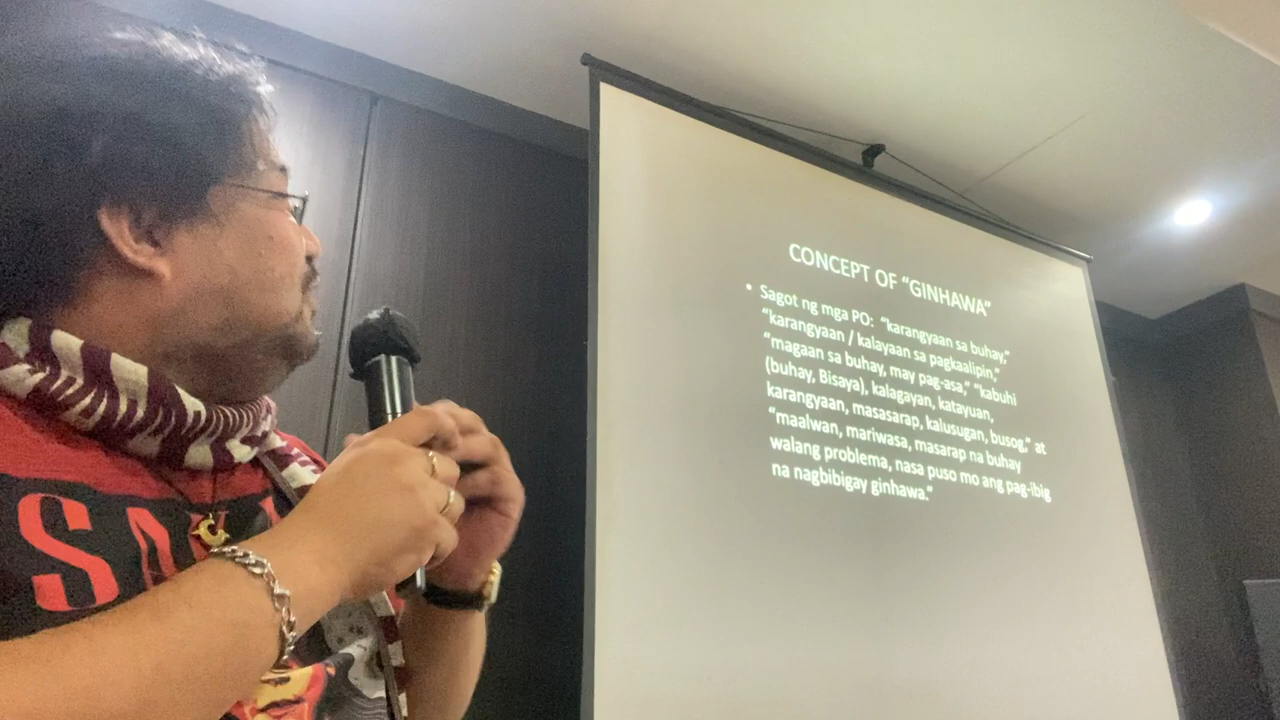 CONCEPT OF “GINHAWA”
• Sagot ng mga PO: “karangyaan sa buhay,”
“karangyaan / kalayaan sa pagkaalipin,”
“magaan sa buhay, may pag-asa,” “kabuhi
(buhay, Bisaya), kalagayan, katayuan,
karangyaan, masasarap, kalusugan, busog,” at
“maalwan, mariwasa, masarap na buhay
walang problema, nasa puso mo ang pag-ibig
na nagbibigay ginhawa.”